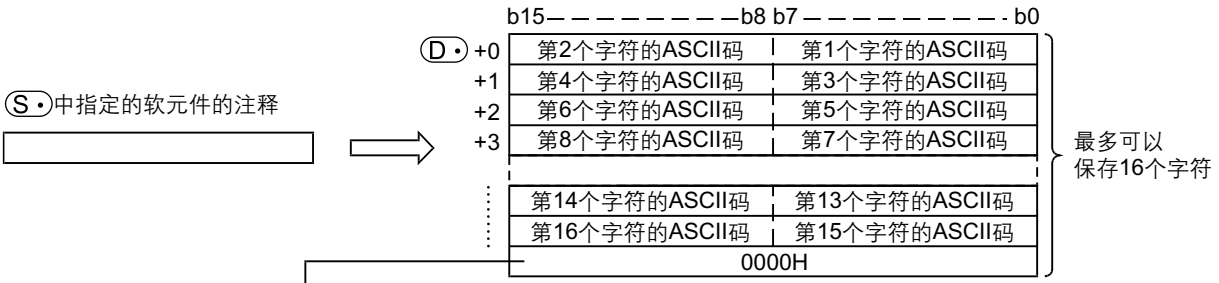 b15— — — — — — —b8 b7 — — — — — — — - b0
(D・) +0 第2个字符的ASCII码 第1个字符的ASCII码
+1 第4个字符的ASCII码 第3个字符的ASCII码
(S・)中指定的软元件的注释
+2 第6个字符的ASCII码 第5个字符的ASCII码
+3 第8个字符的ASCII码 第7个字符的ASCII码
最多可以
保存16个字符
第14个字符的ASCII码 第13个字符的ASCII码
第16个字符的ASCII码 第15个字符的ASCII码
0000H